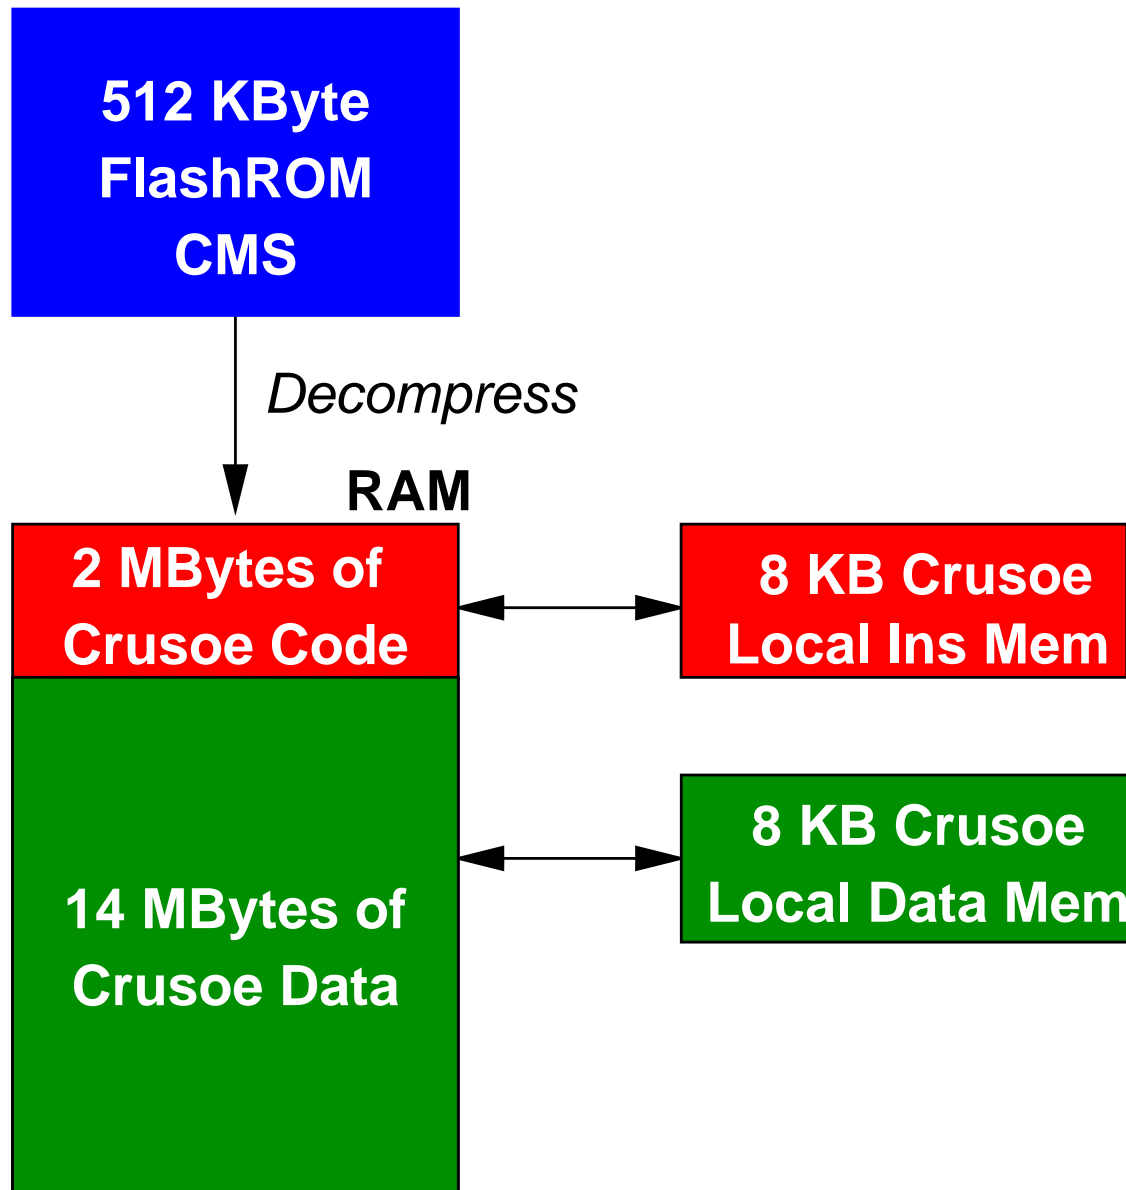 512 KByte
FlashROM
CMS
Decompress
RAM
2 MBytes of
Crusoe Code
8 KB Crusoe
Local Ins Mem
8 KB Crusoe
Local Data Mem
14 MBytes of
Crusoe Data